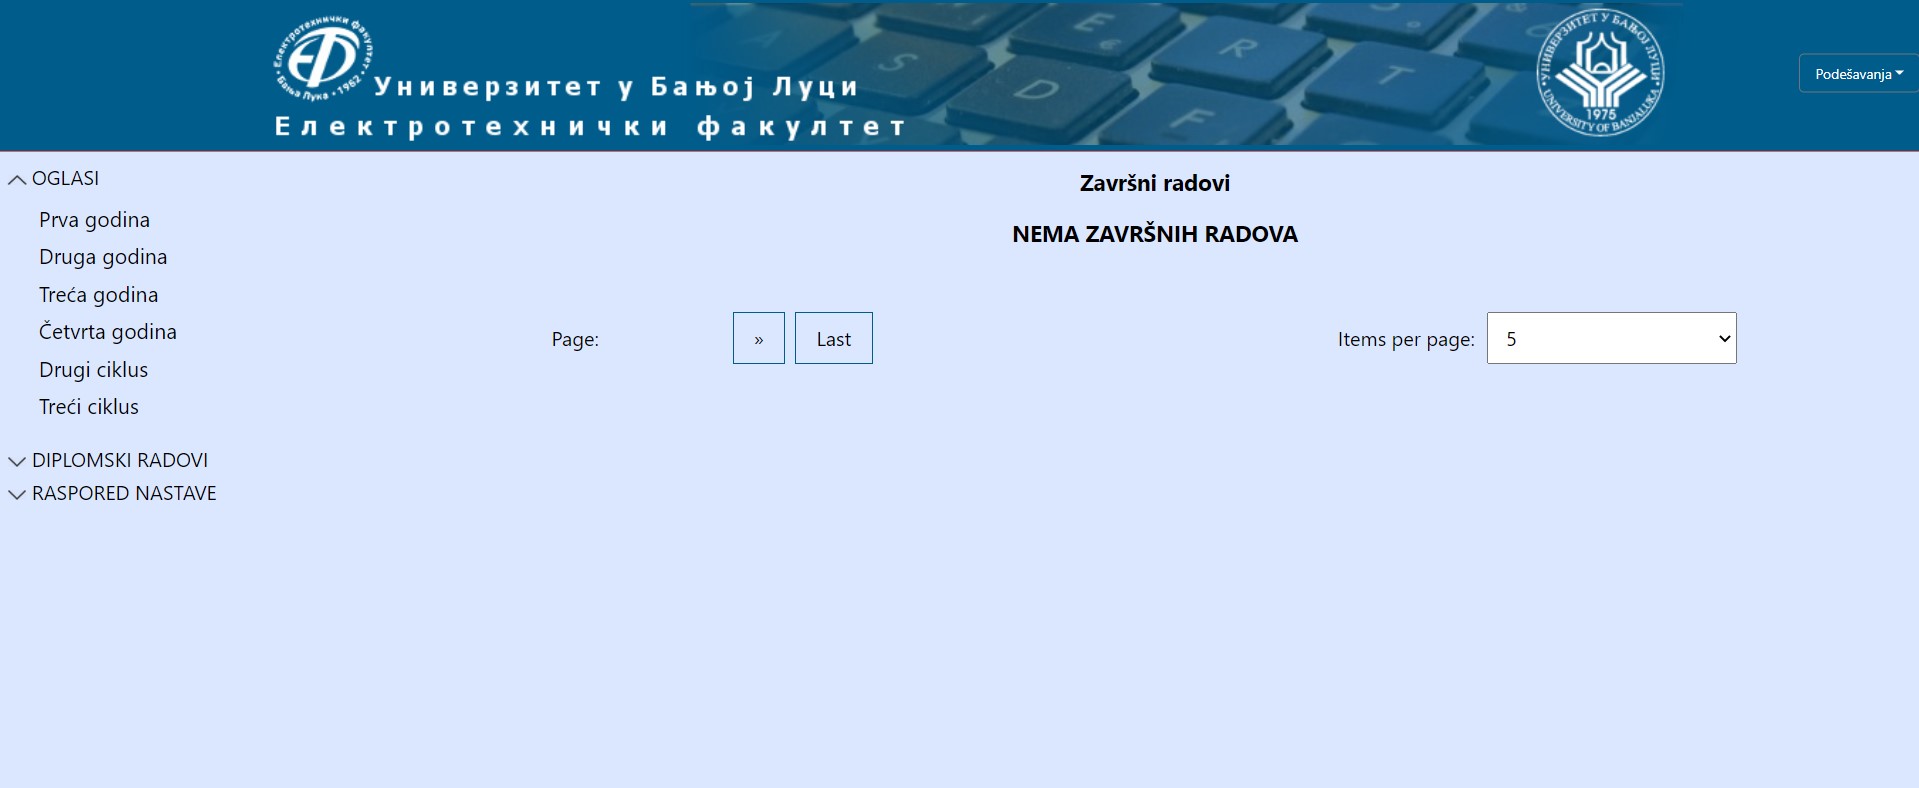 Електротехнички факултет
Бања Лука • 1962 •
Универзитет у Бањој Луци
Електротехнички факултет
E
R
T
S
D
F
A
€
УНИВЕРЗИТЕТ У БАЊОЈ ЛУЦИ
1975
UNIVERSITY OF BANJALUKA
Podešavanja
OGLASI
Prva godina
Druga godina
Treća godina
Četvrta godina
Drugi ciklus
Treći ciklus
DIPLOMSKI RADOVI
RASPORED NASTAVE
Završni radovi
NEMA ZAVRŠNIH RADOVA
Page: » Last Items per page: 5